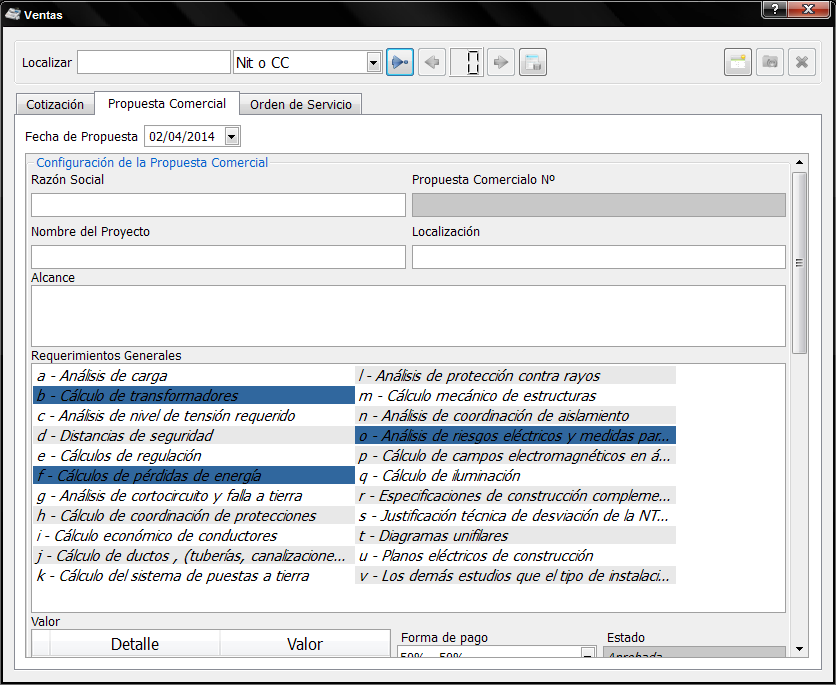 Ventas
?
Localizar
Nit o CC
0
Cotización
Propuesta Comercial
Orden de Servicio
Fecha de Propuesta
02/04/2014
Configuración de la Propuesta Comercial
Razón Social
Propuesta Comercialo Nº
Nombre del Proyecto
Localización
Alcance
Requerimientos Generales
a - Análisis de carga
b - Cálculo de transformadores
c - Análisis de nivel de tensión requerido
d - Distancias de seguridad
e - Cálculos de regulación
f - Cálculos de pérdidas de energía
g - Análisis de cortocircuito y falla a tierra
h - Cálculo de coordinación de protecciones
i - Cálculo económico de conductores
j - Cálculo de ductos , (tuberías, canalizacione...
k - Cálculo del sistema de puestas a tierra
l - Análisis de protección contra rayos
m - Cálculo mecánico de estructuras
n - Análisis de coordinación de aislamiento
o - Análisis de riesgos eléctricos y medidas par...
p - Cálculo de campos electromagnéticos en á...
q - Cálculo de iluminación
r - Especificaciones de construcción compleme...
s - Justificación técnica de desviación de la NT...
t - Diagramas unifilares
u - Planos eléctricos de construcción
v - Los demás estudios que el tipo de instalaci...
Valor
Detalle
Valor
Forma de pago
50% - 50%
Estado
Aprobada